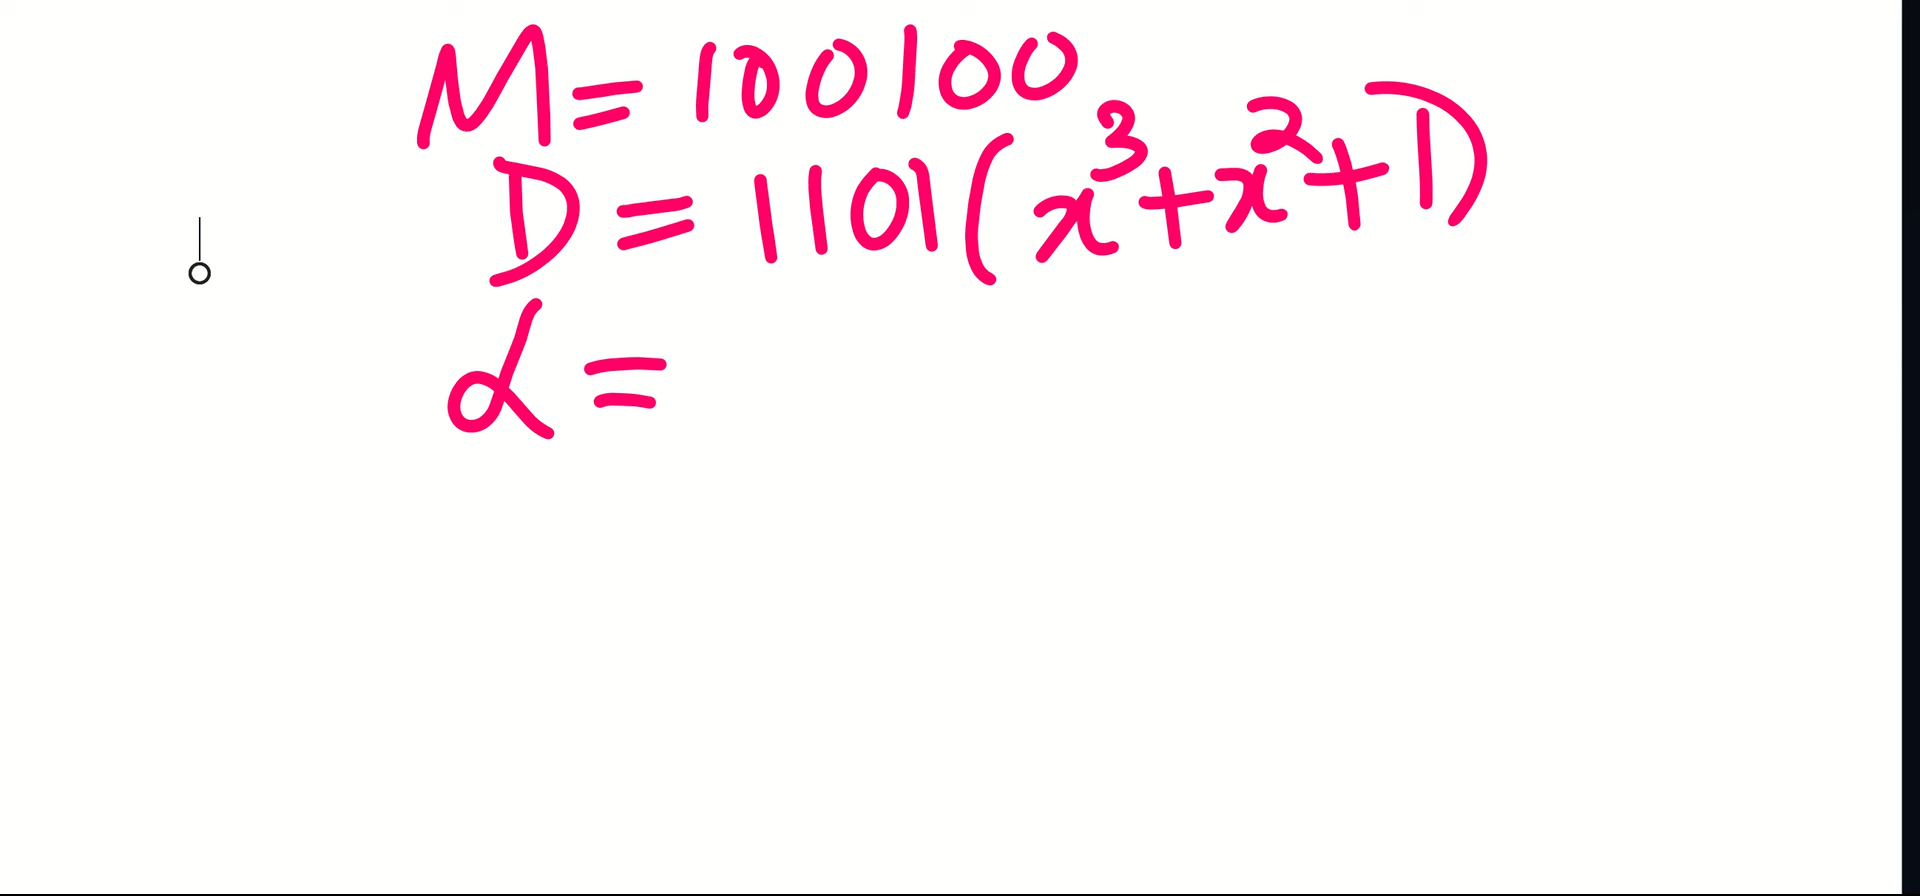 M = 100100
D = 1101 (x³+x²+1)
α =